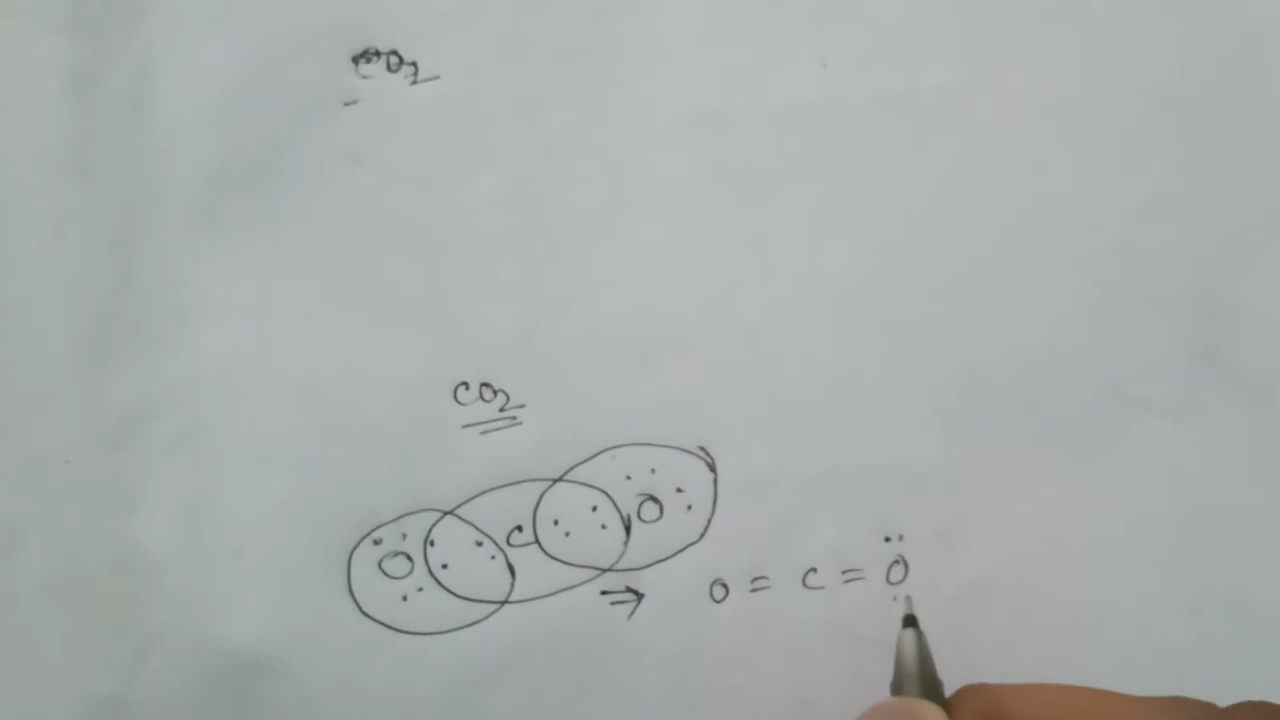 CO2
CO2
O C O ⇒ O = C = Ö